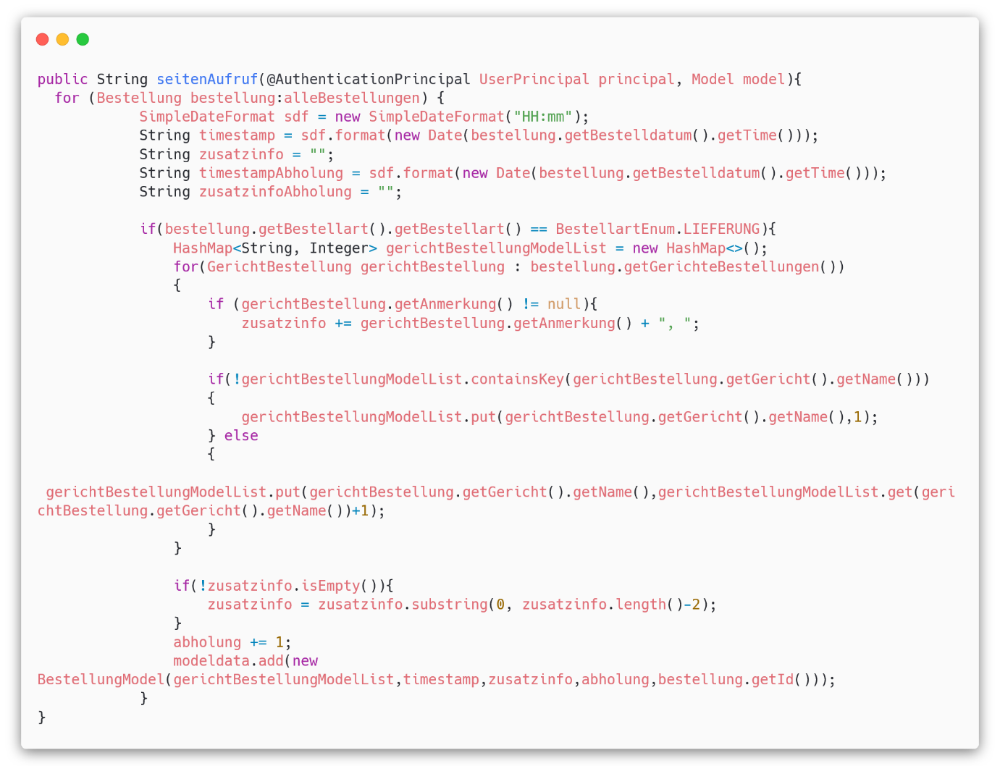 public String seitenAufruf(@AuthenticationPrincipal UserPrincipal principal, Model model){
  for (Bestellung bestellung:alleBestellungen) {
            SimpleDateFormat sdf = new SimpleDateFormat("HH:mm");
            String timestamp = sdf.format(new Date(bestellung.getBestelldatum().getTime()));
            String zusatzinfo = "";
            String timestampAbholung = sdf.format(new Date(bestellung.getBestelldatum().getTime()));
            String zusatzinfoAbholung = "";

            if(bestellung.getBestellart().getBestellart() == BestellartEnum.LIEFERUNG){
                HashMap<String, Integer> gerichtBestellungModelList = new HashMap<>();
                for(GerichtBestellung gerichtBestellung : bestellung.getGerichteBestellungen())
                {
                    if (gerichtBestellung.getAnmerkung() != null){
                        zusatzinfo += gerichtBestellung.getAnmerkung() + ", ";
                    }

                    if(!gerichtBestellungModelList.containsKey(gerichtBestellung.getGericht().getName()))
                    {
                        gerichtBestellungModelList.put(gerichtBestellung.getGericht().getName(),1);
                    } else
                    {

 gerichtBestellungModelList.put(gerichtBestellung.getGericht().getName(),gerichtBestellungModelList.get(geri
chtBestellung.getGericht().getName())+1);
                    }
                }

                if(!zusatzinfo.isEmpty()){
                    zusatzinfo = zusatzinfo.substring(0, zusatzinfo.length()-2);
                }
                abholung += 1;
                modeldata.add(new
BestellungModel(gerichtBestellungModelList,timestamp,zusatzinfo,abholung,bestellung.getId()));
            }
}